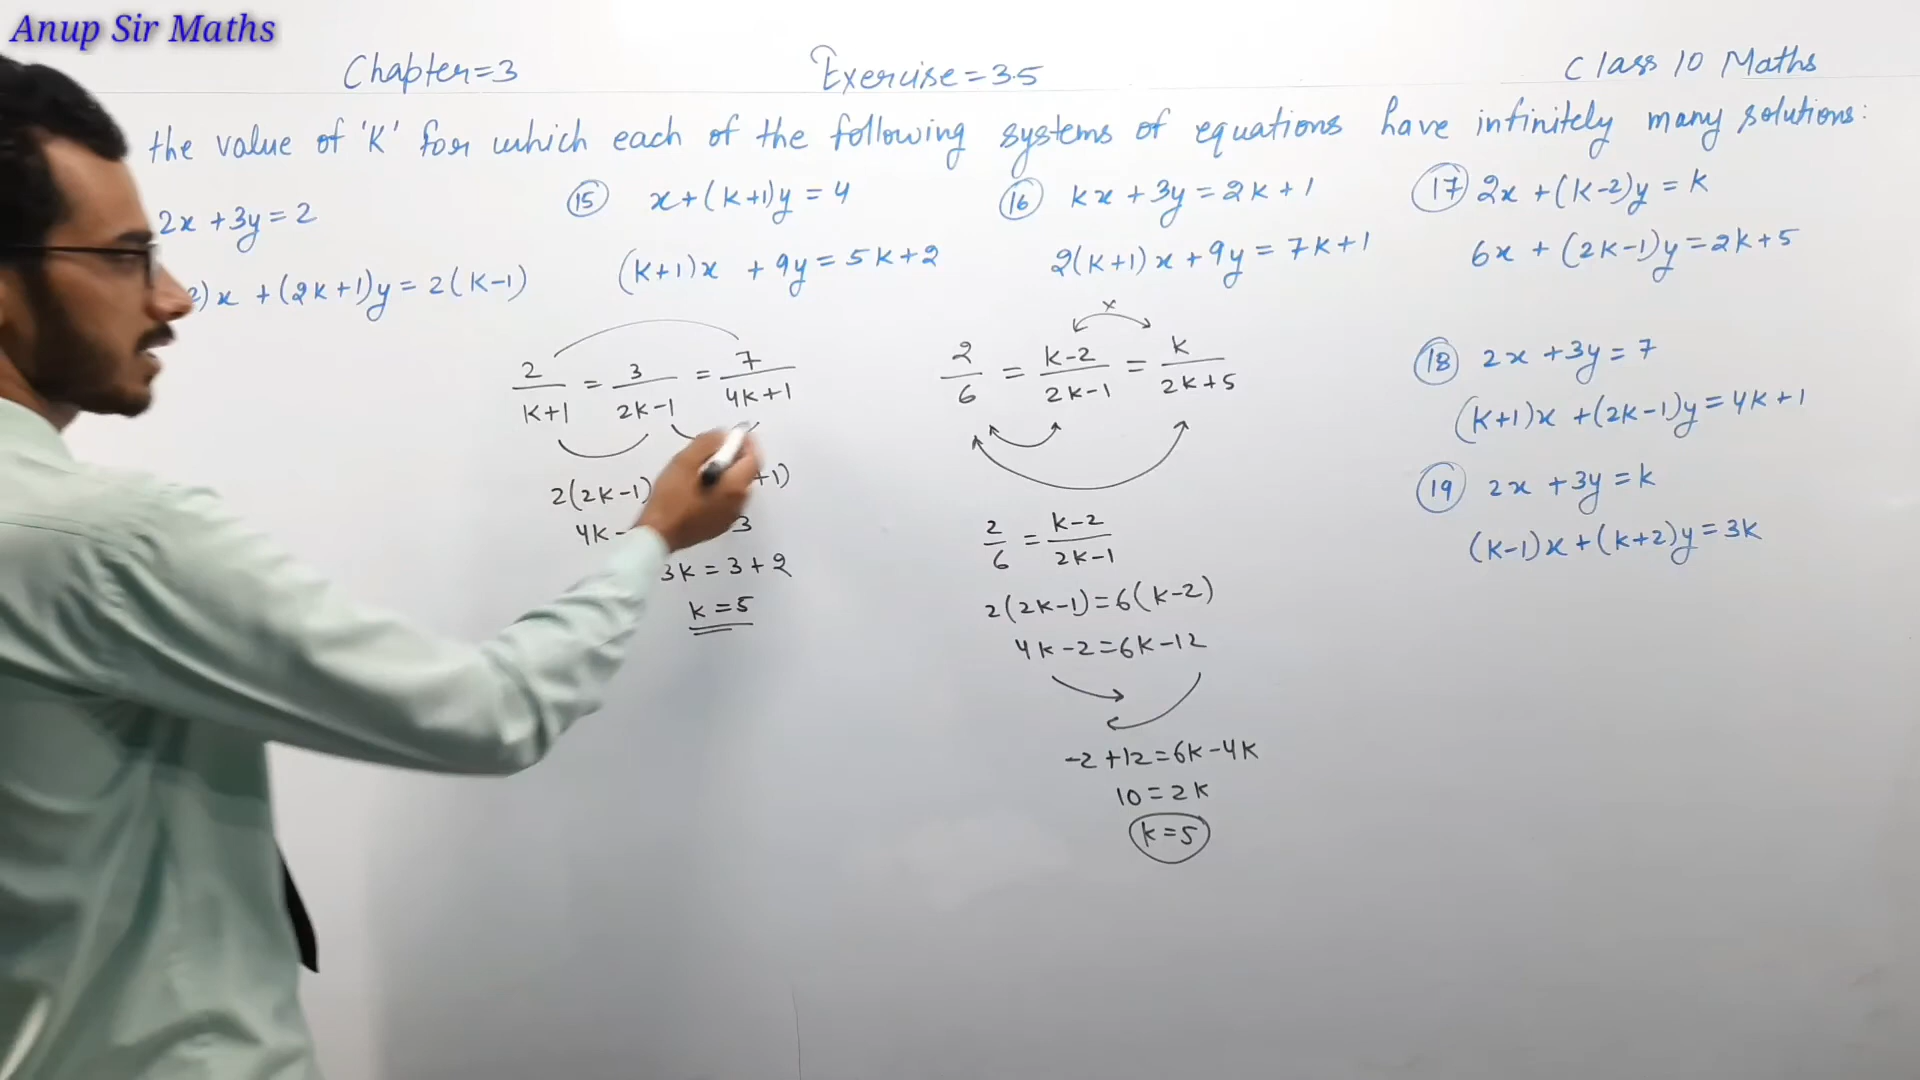 Anup Sir Maths
Chapter=3 Exercise=3.5 Class 10 Maths
the value of 'K' for which each of the following systems of equations have infinitely many solutions:
2x +3y=2
2)x +(2k+1)y = 2(k-1)
(15) x+(k+1)y = 4
(k+1)x +9y=5k+2
(16) kx +3y=2k+1
2(k+1)x+9y=7k+1
(17) 2x +(k-2)y = k
6x +(2k-1)y=2k+5
(18) 2x +3y=7
(k+1)x +(2k-1)y=4k+1
(19) 2x +3y=k
(k-1)x+(k+2)y=3k
2/k+1 = 3/2k-1 = 7/4k+1
2(2k-1) +1)
4k- 3
3k = 3+2
k=5
2/6 = k-2/2k-1 = k/2k+5
x
2/6 = k-2/2k-1
2(2k-1)=6(k-2)
4k-2=6k-12
-2+12=6k-4k
10=2k
k=5